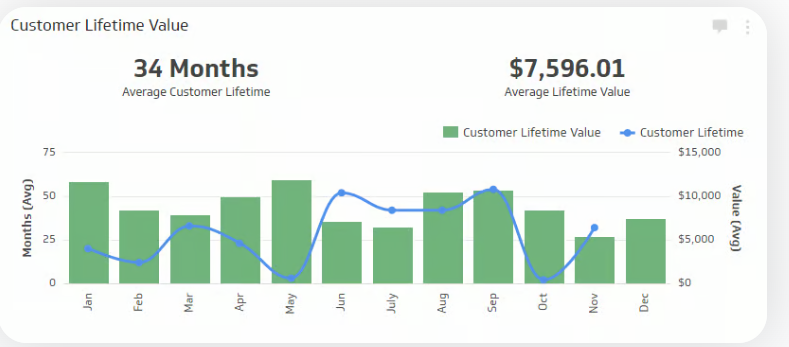 Customer Lifetime Value
34 Months
Average Customer Lifetime
$7,596.01
Average Lifetime Value
Customer Lifetime Value
Customer Lifetime
Months (Avg)
75
50
25
0
$15,000
$10,000
$5,000
$0
Value (Avg)
Jan
Feb
Mar
Apr
May
Jun
July
Aug
Sep
Oct
Nov
Dec